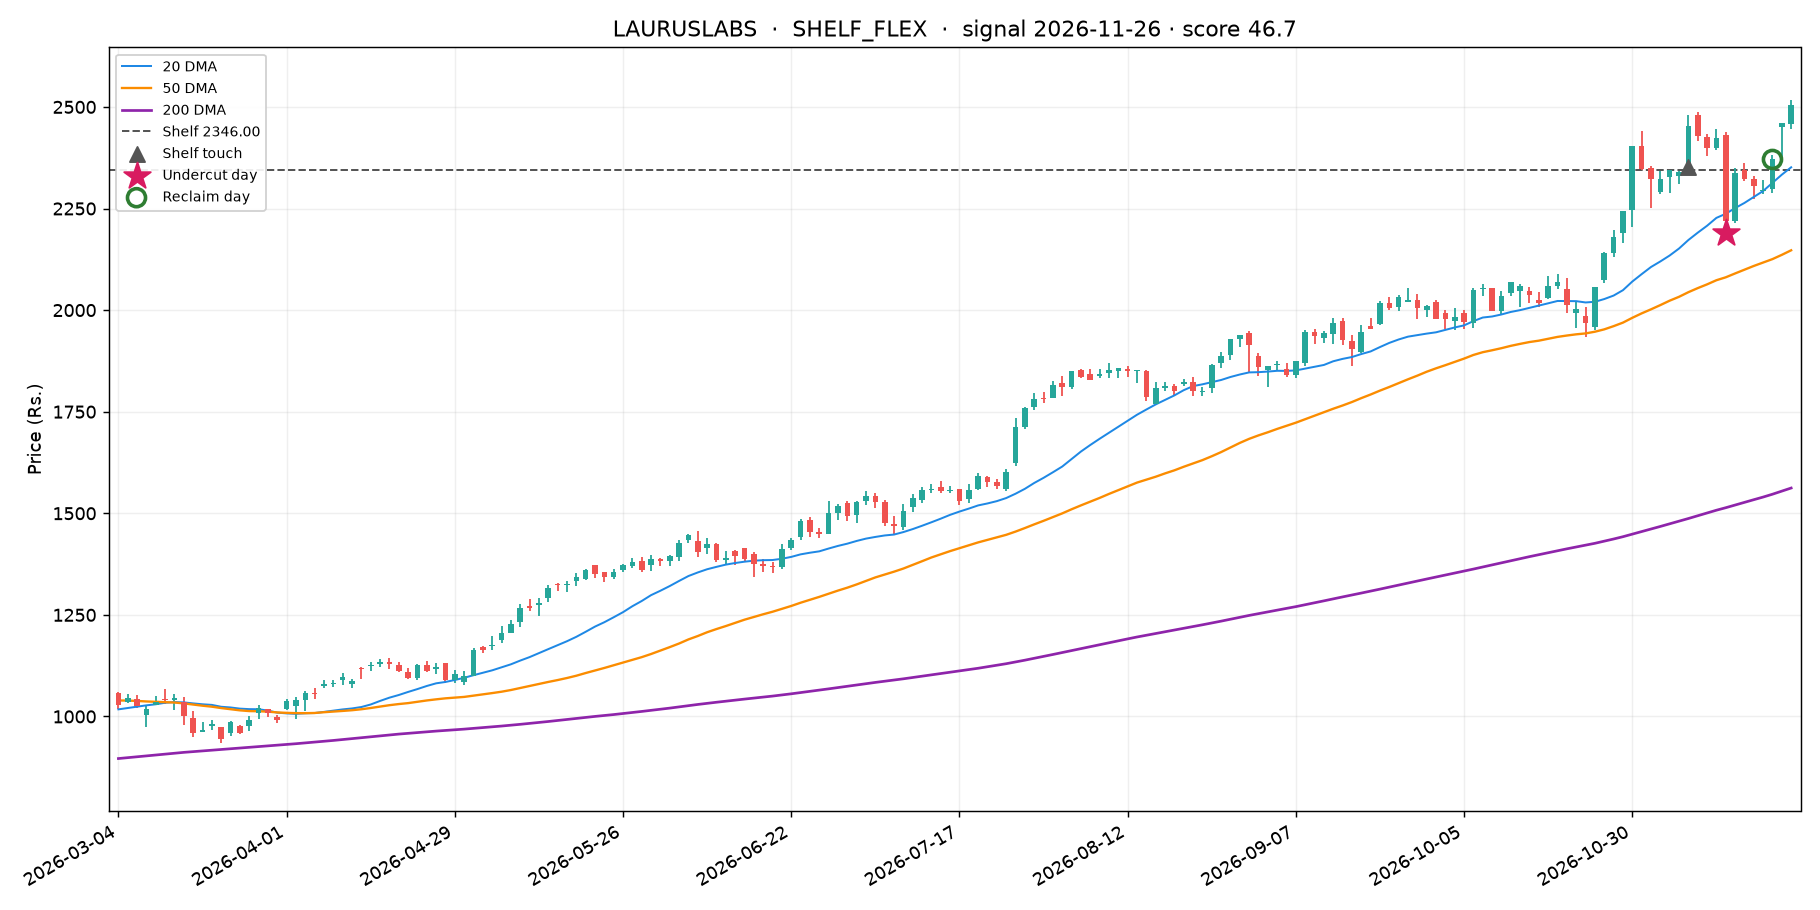 LAURUSLABS · SHELF_FLEX · signal 2026-11-26 · score 46.7
20 DMA
50 DMA
200 DMA
Shelf 2346.00
Shelf touch
Undercut day
Reclaim day
Price (Rs.)
2500
2250
2000
1750
1500
1250
1000
2026-03-04
2026-04-01
2026-04-29
2026-05-26
2026-06-22
2026-07-17
2026-08-12
2026-09-07
2026-10-05
2026-10-30